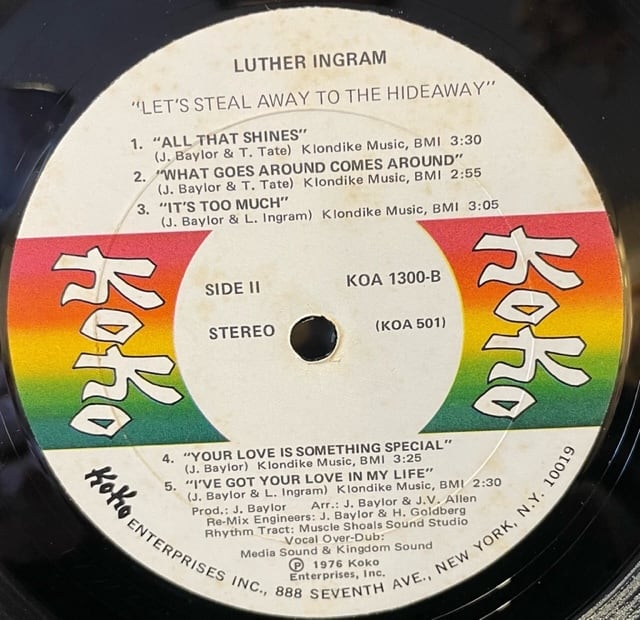 LUTHER INGRAM
"LET'S STEAL AWAY TO THE HIDEAWAY"
1. "ALL THAT SHINES"
(J. Baylor & T. Tate) Klondike Music, BMI 3:30
2. "WHAT GOES AROUND COMES AROUND"
(J. Baylor & T. Tate) Klondike Music, BMI 2:55
3. "IT'S TOO MUCH"
(J. Baylor & L. Ingram) Klondike Music, BMI 3:05
KOKO
KOKO
SIDE II
KOA 1300-B
STEREO
(KOA 501)
4. "YOUR LOVE IS SOMETHING SPECIAL"
(J. Baylor) Klondike Music, BMI 3:25
5. "I'VE GOT YOUR LOVE IN MY LIFE"
(J. Baylor & L. Ingram) Klondike Music, BMI 2:30
Prod.: J. Baylor Arr.: J. Baylor & J.V. Allen
Re-Mix Engineers: J. Baylor & H. Goldberg
Rhythm Tract: Muscle Shoals Sound Studio
Vocal Over-Dub:
Media Sound & Kingdom Sound
Ⓟ 1976 Koko
Enterprises, Inc.
KOKO ENTERPRISES INC., 888 SEVENTH AVE., NEW YORK, N.Y. 10019